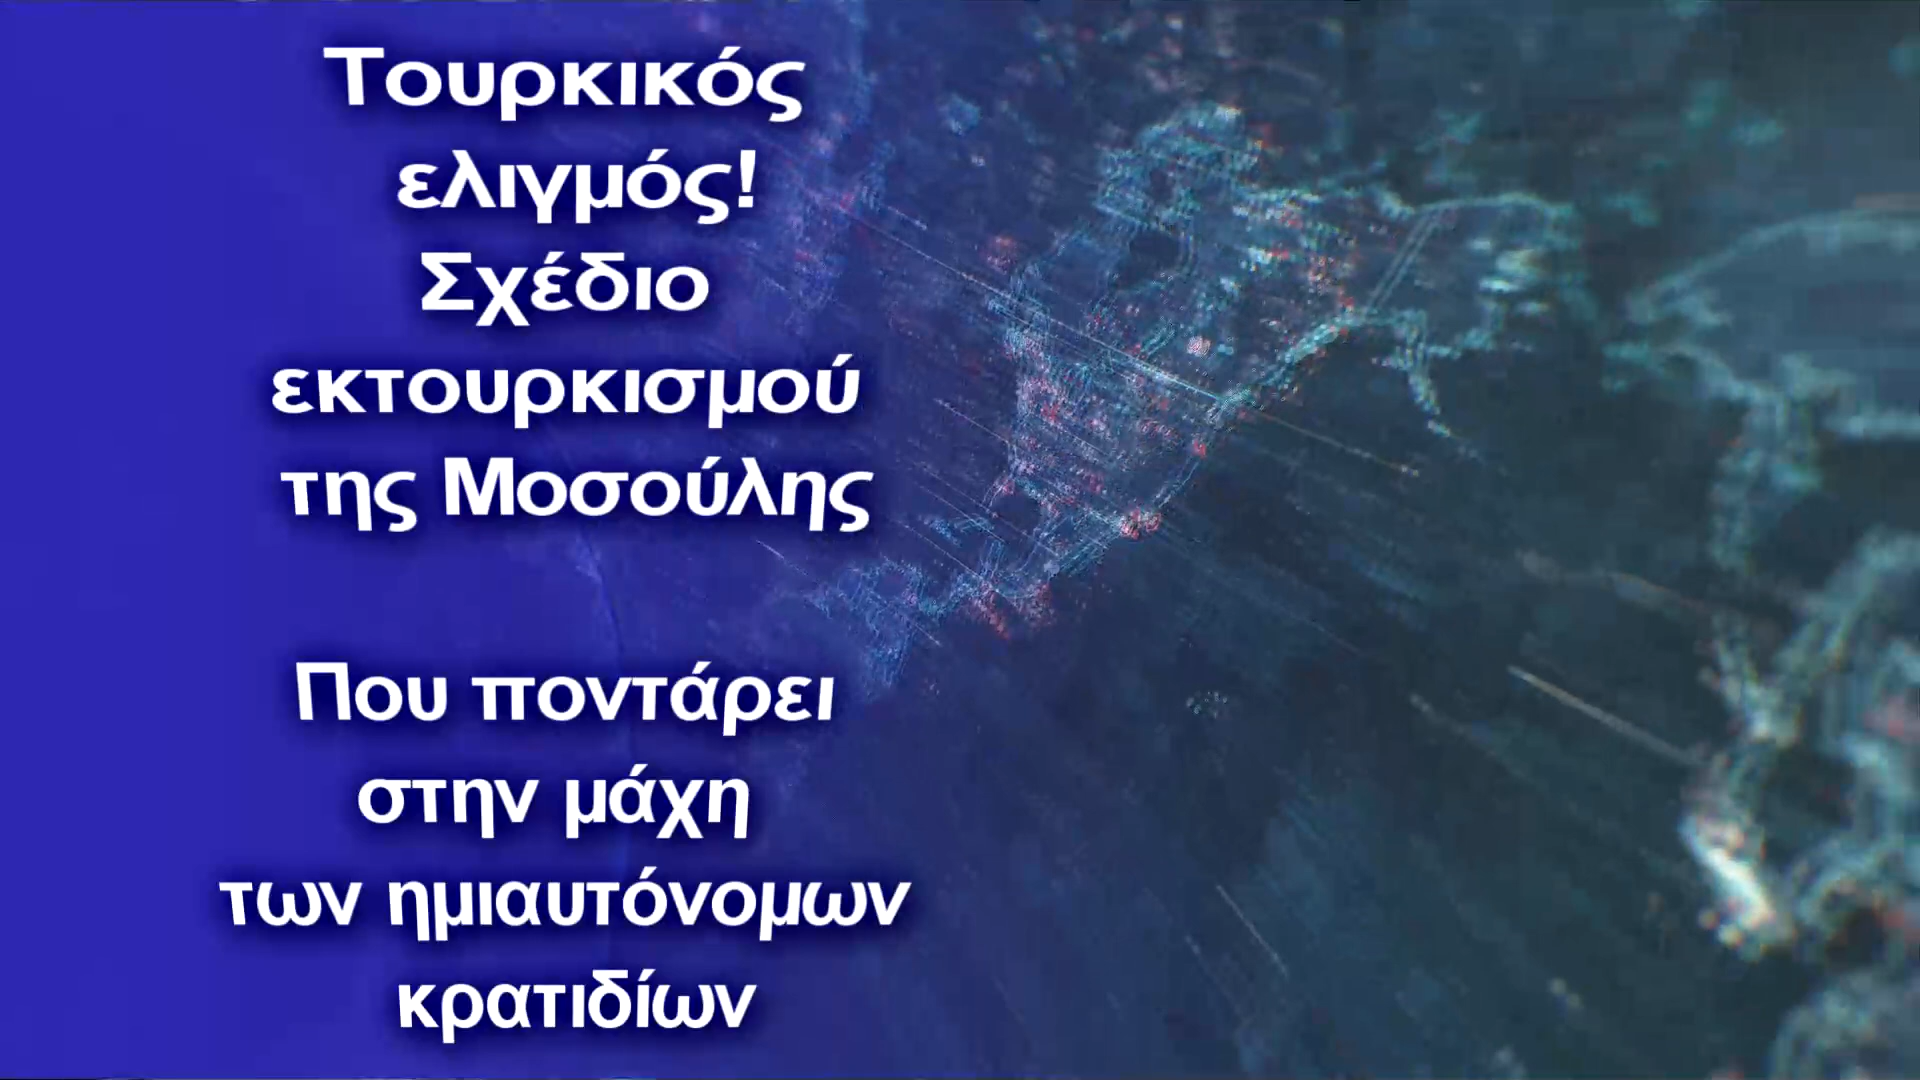 Τουρκικός
ελιγμός!
Σχέδιο
εκτουρκισμού
της Μοσούλης
Που ποντάρει
στην μάχη
των ημιαυτόνομων
κρατιδίων